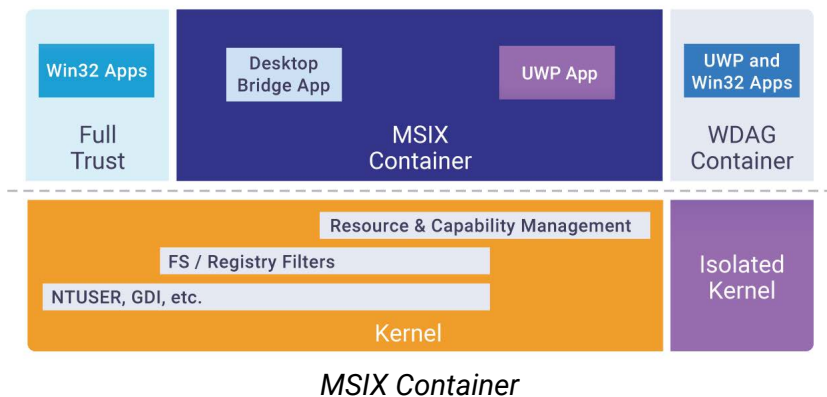 Win32 Apps
Desktop
Bridge App
UWP App
UWP and
Win32 Apps
Full
Trust
MSIX
Container
WDAG
Container
Resource & Capability Management
FS / Registry Filters
NTUSER, GDI, etc.
Kernel
Isolated
Kernel
MSIX Container